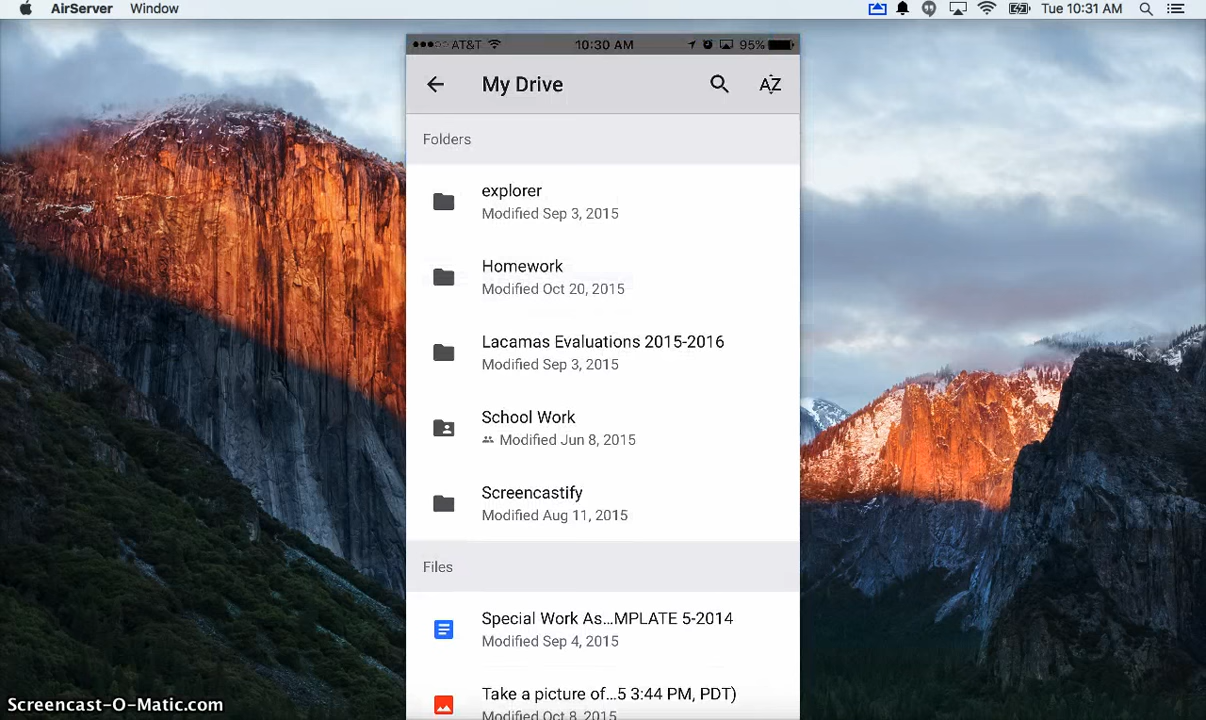 AirServer Window Tue 10:31 AM
AT&T 10:30 AM 95%
My Drive AZ
Folders
explorer
Modified Sep 3, 2015
Homework
Modified Oct 20, 2015
Lacamas Evaluations 2015-2016
Modified Sep 3, 2015
School Work
Modified Jun 8, 2015
Screencastify
Modified Aug 11, 2015
Files
Special Work As...MPLATE 5-2014
Modified Sep 4, 2015
Take a picture of...5 3:44 PM, PDT)
Modified Oct 8, 2015
Screencast-O-Matic.com